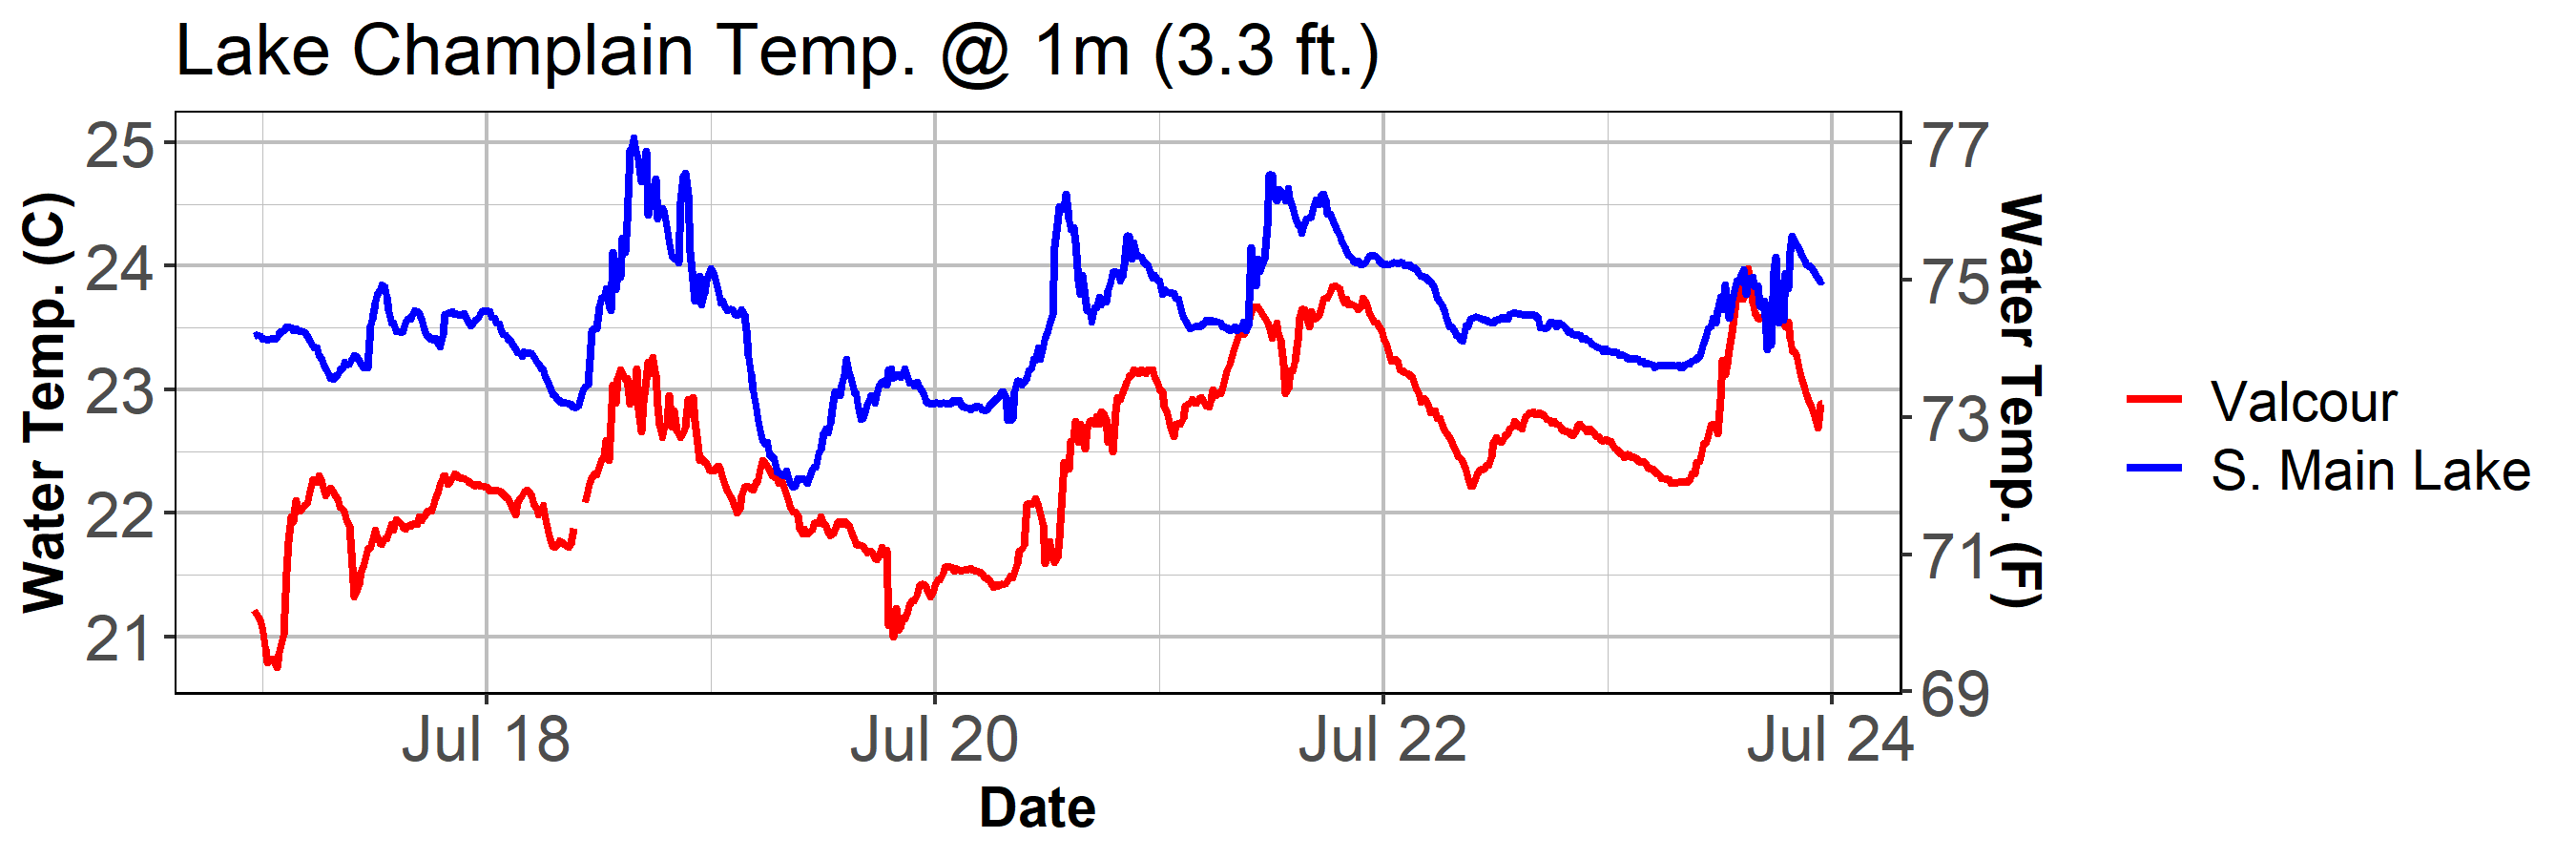 Lake Champlain Temp. @ 1m (3.3 ft.)
Water Temp. (C)
25
24
23
22
21
77
75
73
71
69
Water Temp. (F)
Jul 18
Jul 20
Jul 22
Jul 24
Date
Valcour
S. Main Lake